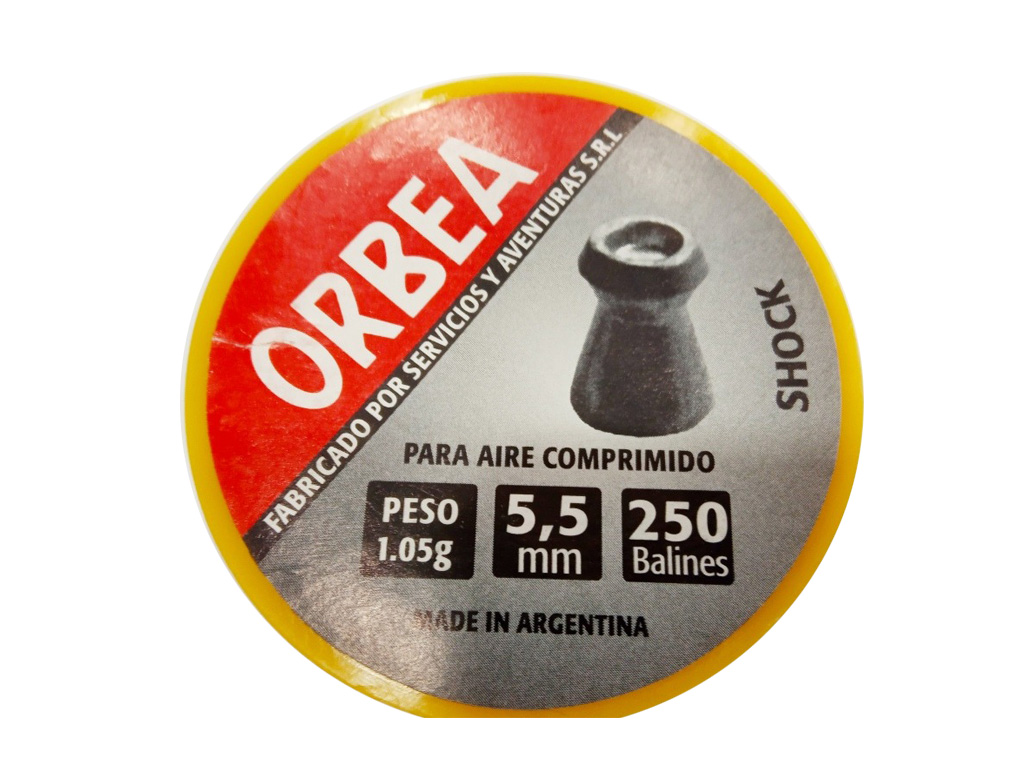 ORBEA
FABRICADO POR SERVICIOS Y AVENTURAS S.R.L
SHOCK
PARA AIRE COMPRIMIDO
PESO
1.05g
5,5
mm
250
Balines
MADE IN ARGENTINA